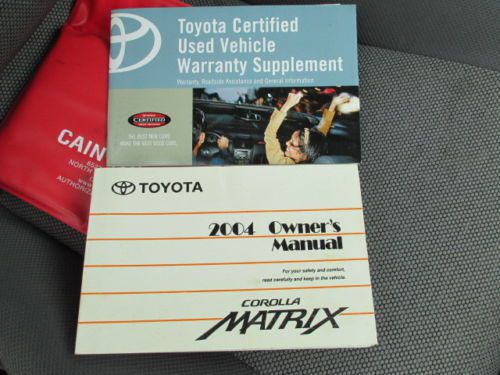 Toyota Certified
Used Vehicle
Warranty Supplement
Warranty, Roadside Assistance and General Information
CERTIFIED
THE BEST NEW CARS
MAKE THE BEST USED CARS.
CAIN
NORTH
AUTHORIZ
TOYOTA
2004 Owner's
Manual
For your safety and comfort,
read carefully and keep in the vehicle.
COROLLA
MATRIX